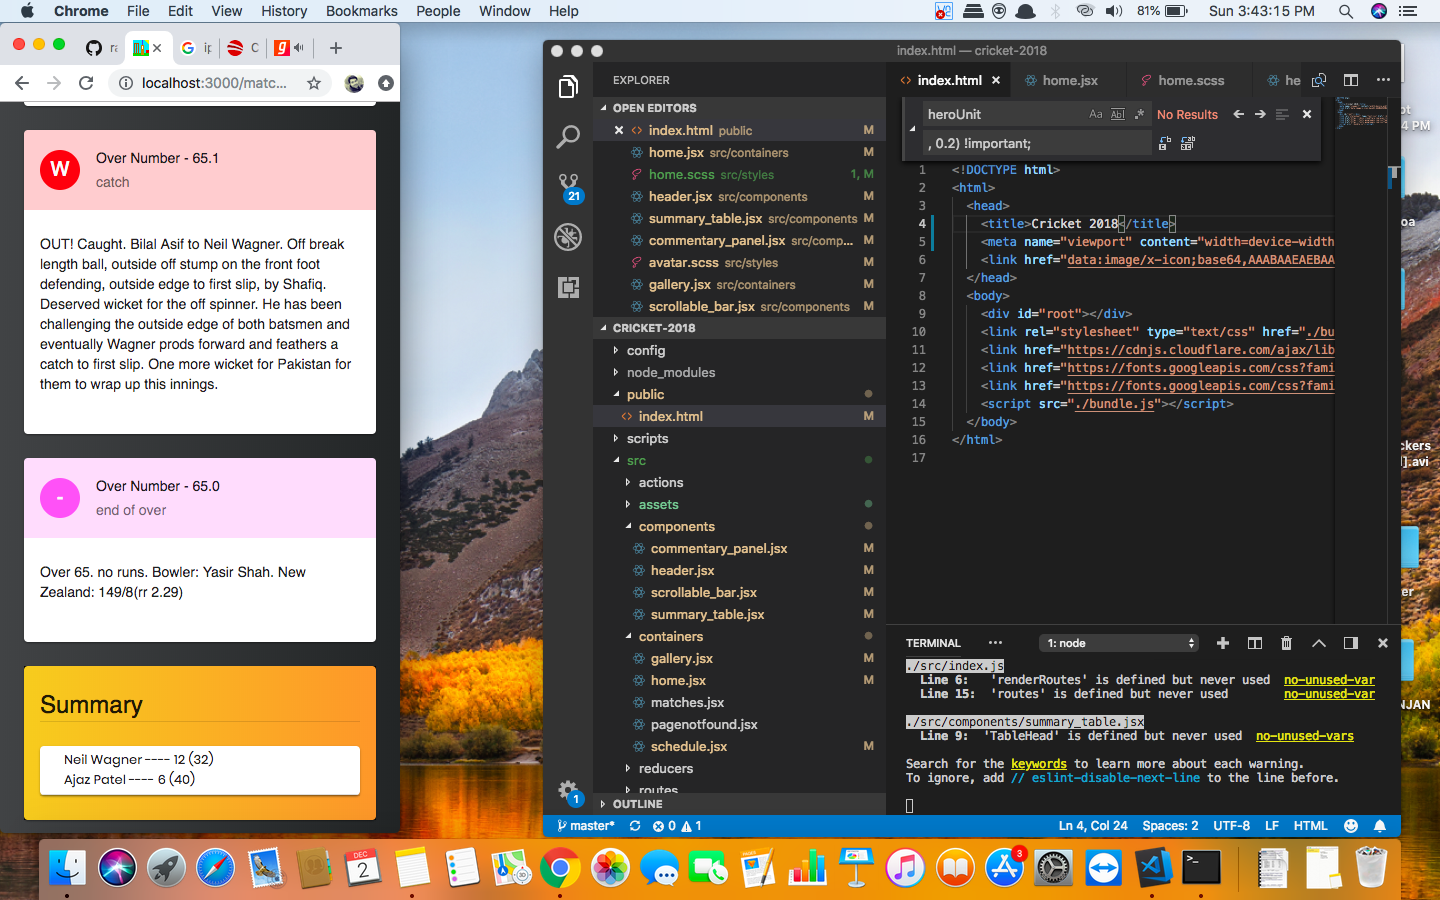 Chrome File Edit View History Bookmarks People Window Help 81% Sun 3:43:15 PM
localhost:3000/matc...
W
Over Number - 65.1
catch
OUT! Caught. Bilal Asif to Neil Wagner. Off break
length ball, outside off stump on the front foot
defending, outside edge to first slip, by Shafiq.
Deserved wicket for the off spinner. He has been
challenging the outside edge of both batsmen and
eventually Wagner prods forward and feathers a
catch to first slip. One more wicket for Pakistan for
them to wrap up this innings.
-
Over Number - 65.0
end of over
Over 65. no runs. Bowler: Yasir Shah. New
Zealand: 149/8(rr 2.29)
Summary
Neil Wagner ---- 12 (32)
Ajaz Patel ---- 6 (40)
index.html — cricket-2018
EXPLORER
OPEN EDITORS
index.html public M
home.jsx src/containers M
home.scss src/styles 1, M
header.jsx src/components M
summary_table.jsx src/components M
commentary_panel.jsx src/comp... M
avatar.scss src/styles M
gallery.jsx src/containers M
scrollable_bar.jsx src/components M
CRICKET-2018
config
node_modules
public
index.html M
scripts
src
actions
assets
components
commentary_panel.jsx M
header.jsx M
scrollable_bar.jsx M
summary_table.jsx M
containers
gallery.jsx M
home.jsx M
matches.jsx
pagenotfound.jsx
schedule.jsx M
reducers
routes
OUTLINE
21
1
index.html home.jsx home.scss he
heroUnit Aa Abl .* No Results
, 0.2) !important;
1 <!DOCTYPE html>
2 <html>
3 <head>
4 <title>Cricket 2018</title>
5 <meta name="viewport" content="width=device-width
6 <link href="data:image/x-icon;base64,AAABAAEAEBAA
7 </head>
8 <body>
9 <div id="root"></div>
10 <link rel="stylesheet" type="text/css" href="./bu
11 <link href="https://cdnjs.cloudflare.com/ajax/lib
12 <link href="https://fonts.googleapis.com/css?fami
13 <link href="https://fonts.googleapis.com/css?fami
14 <script src="./bundle.js"></script>
15 </body>
16 </html>
17
TERMINAL ... 1: node
./src/index.js
Line 6: 'renderRoutes' is defined but never used no-unused-var
Line 15: 'routes' is defined but never used no-unused-var
./src/components/summary_table.jsx
Line 9: 'TableHead' is defined but never used no-unused-vars
Search for the keywords to learn more about each warning.
To ignore, add // eslint-disable-next-line to the line before.
master* 0 1 Ln 4, Col 24 Spaces: 2 UTF-8 LF HTML
4 PM
].avi
NJAN
DEC
2
3